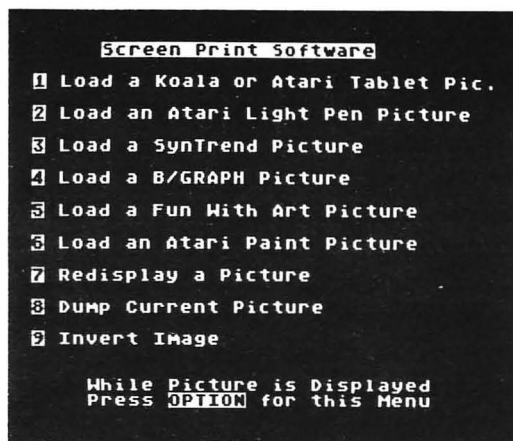 Screen Print Software
1 Load a Koala or Atari Tablet Pic.
2 Load an Atari Light Pen Picture
3 Load a SynTrend Picture
4 Load a B/GRAPH Picture
5 Load a Fun With Art Picture
6 Load an Atari Paint Picture
7 Redisplay a Picture
8 Dump Current Picture
9 Invert Image
While Picture is Displayed
Press OPTION for this Menu